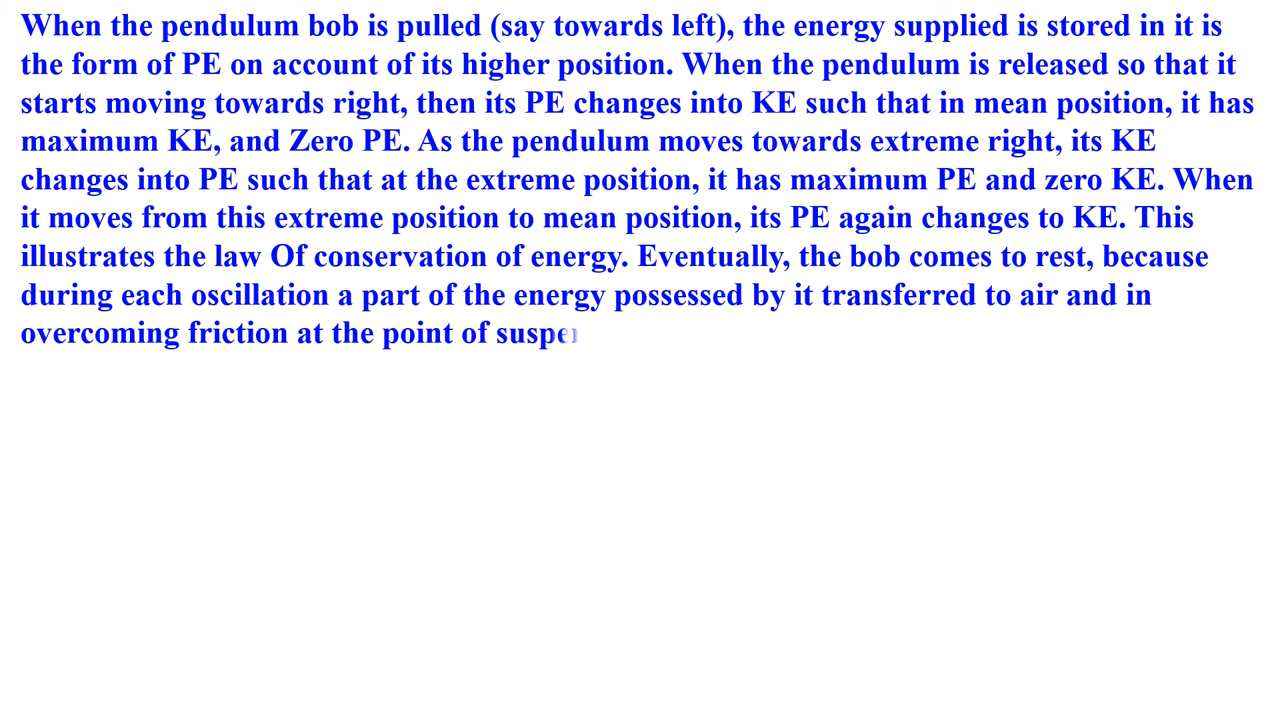 When the pendulum bob is pulled (say towards left), the energy supplied is stored in it is
the form of PE on account of its higher position. When the pendulum is released so that it
starts moving towards right, then its PE changes into KE such that in mean position, it has
maximum KE, and Zero PE. As the pendulum moves towards extreme right, its KE
changes into PE such that at the extreme position, it has maximum PE and zero KE. When
it moves from this extreme position to mean position, its PE again changes to KE. This
illustrates the law Of conservation of energy. Eventually, the bob comes to rest, because
during each oscillation a part of the energy possessed by it transferred to air and in
overcoming friction at the point of